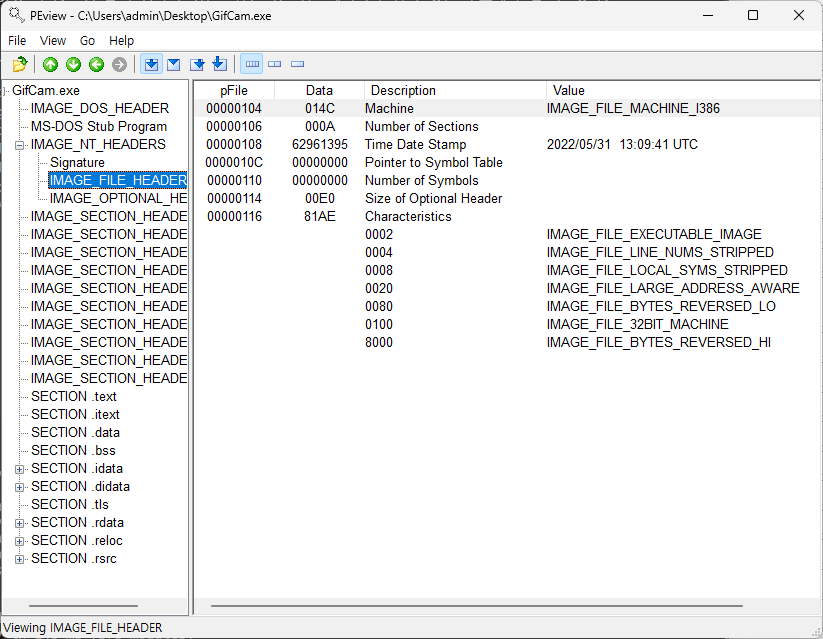 PEview - C:\Users\admin\Desktop\GifCam.exe
File View Go Help
GifCam.exe
IMAGE_DOS_HEADER
MS-DOS Stub Program
IMAGE_NT_HEADERS
Signature
IMAGE_FILE_HEADER
IMAGE_OPTIONAL_HE
IMAGE_SECTION_HEADE
IMAGE_SECTION_HEADE
IMAGE_SECTION_HEADE
IMAGE_SECTION_HEADE
IMAGE_SECTION_HEADE
IMAGE_SECTION_HEADE
IMAGE_SECTION_HEADE
IMAGE_SECTION_HEADE
IMAGE_SECTION_HEADE
IMAGE_SECTION_HEADE
SECTION .text
SECTION .itext
SECTION .data
SECTION .bss
SECTION .idata
SECTION .didata
SECTION .tls
SECTION .rdata
SECTION .reloc
SECTION .rsrc
pFile Data Description Value
00000104 014C Machine IMAGE_FILE_MACHINE_I386
00000106 000A Number of Sections
00000108 62961395 Time Date Stamp 2022/05/31 13:09:41 UTC
0000010C 00000000 Pointer to Symbol Table
00000110 00000000 Number of Symbols
00000114 00E0 Size of Optional Header
00000116 81AE Characteristics
0002 IMAGE_FILE_EXECUTABLE_IMAGE
0004 IMAGE_FILE_LINE_NUMS_STRIPPED
0008 IMAGE_FILE_LOCAL_SYMS_STRIPPED
0020 IMAGE_FILE_LARGE_ADDRESS_AWARE
0080 IMAGE_FILE_BYTES_REVERSED_LO
0100 IMAGE_FILE_32BIT_MACHINE
8000 IMAGE_FILE_BYTES_REVERSED_HI
Viewing IMAGE_FILE_HEADER